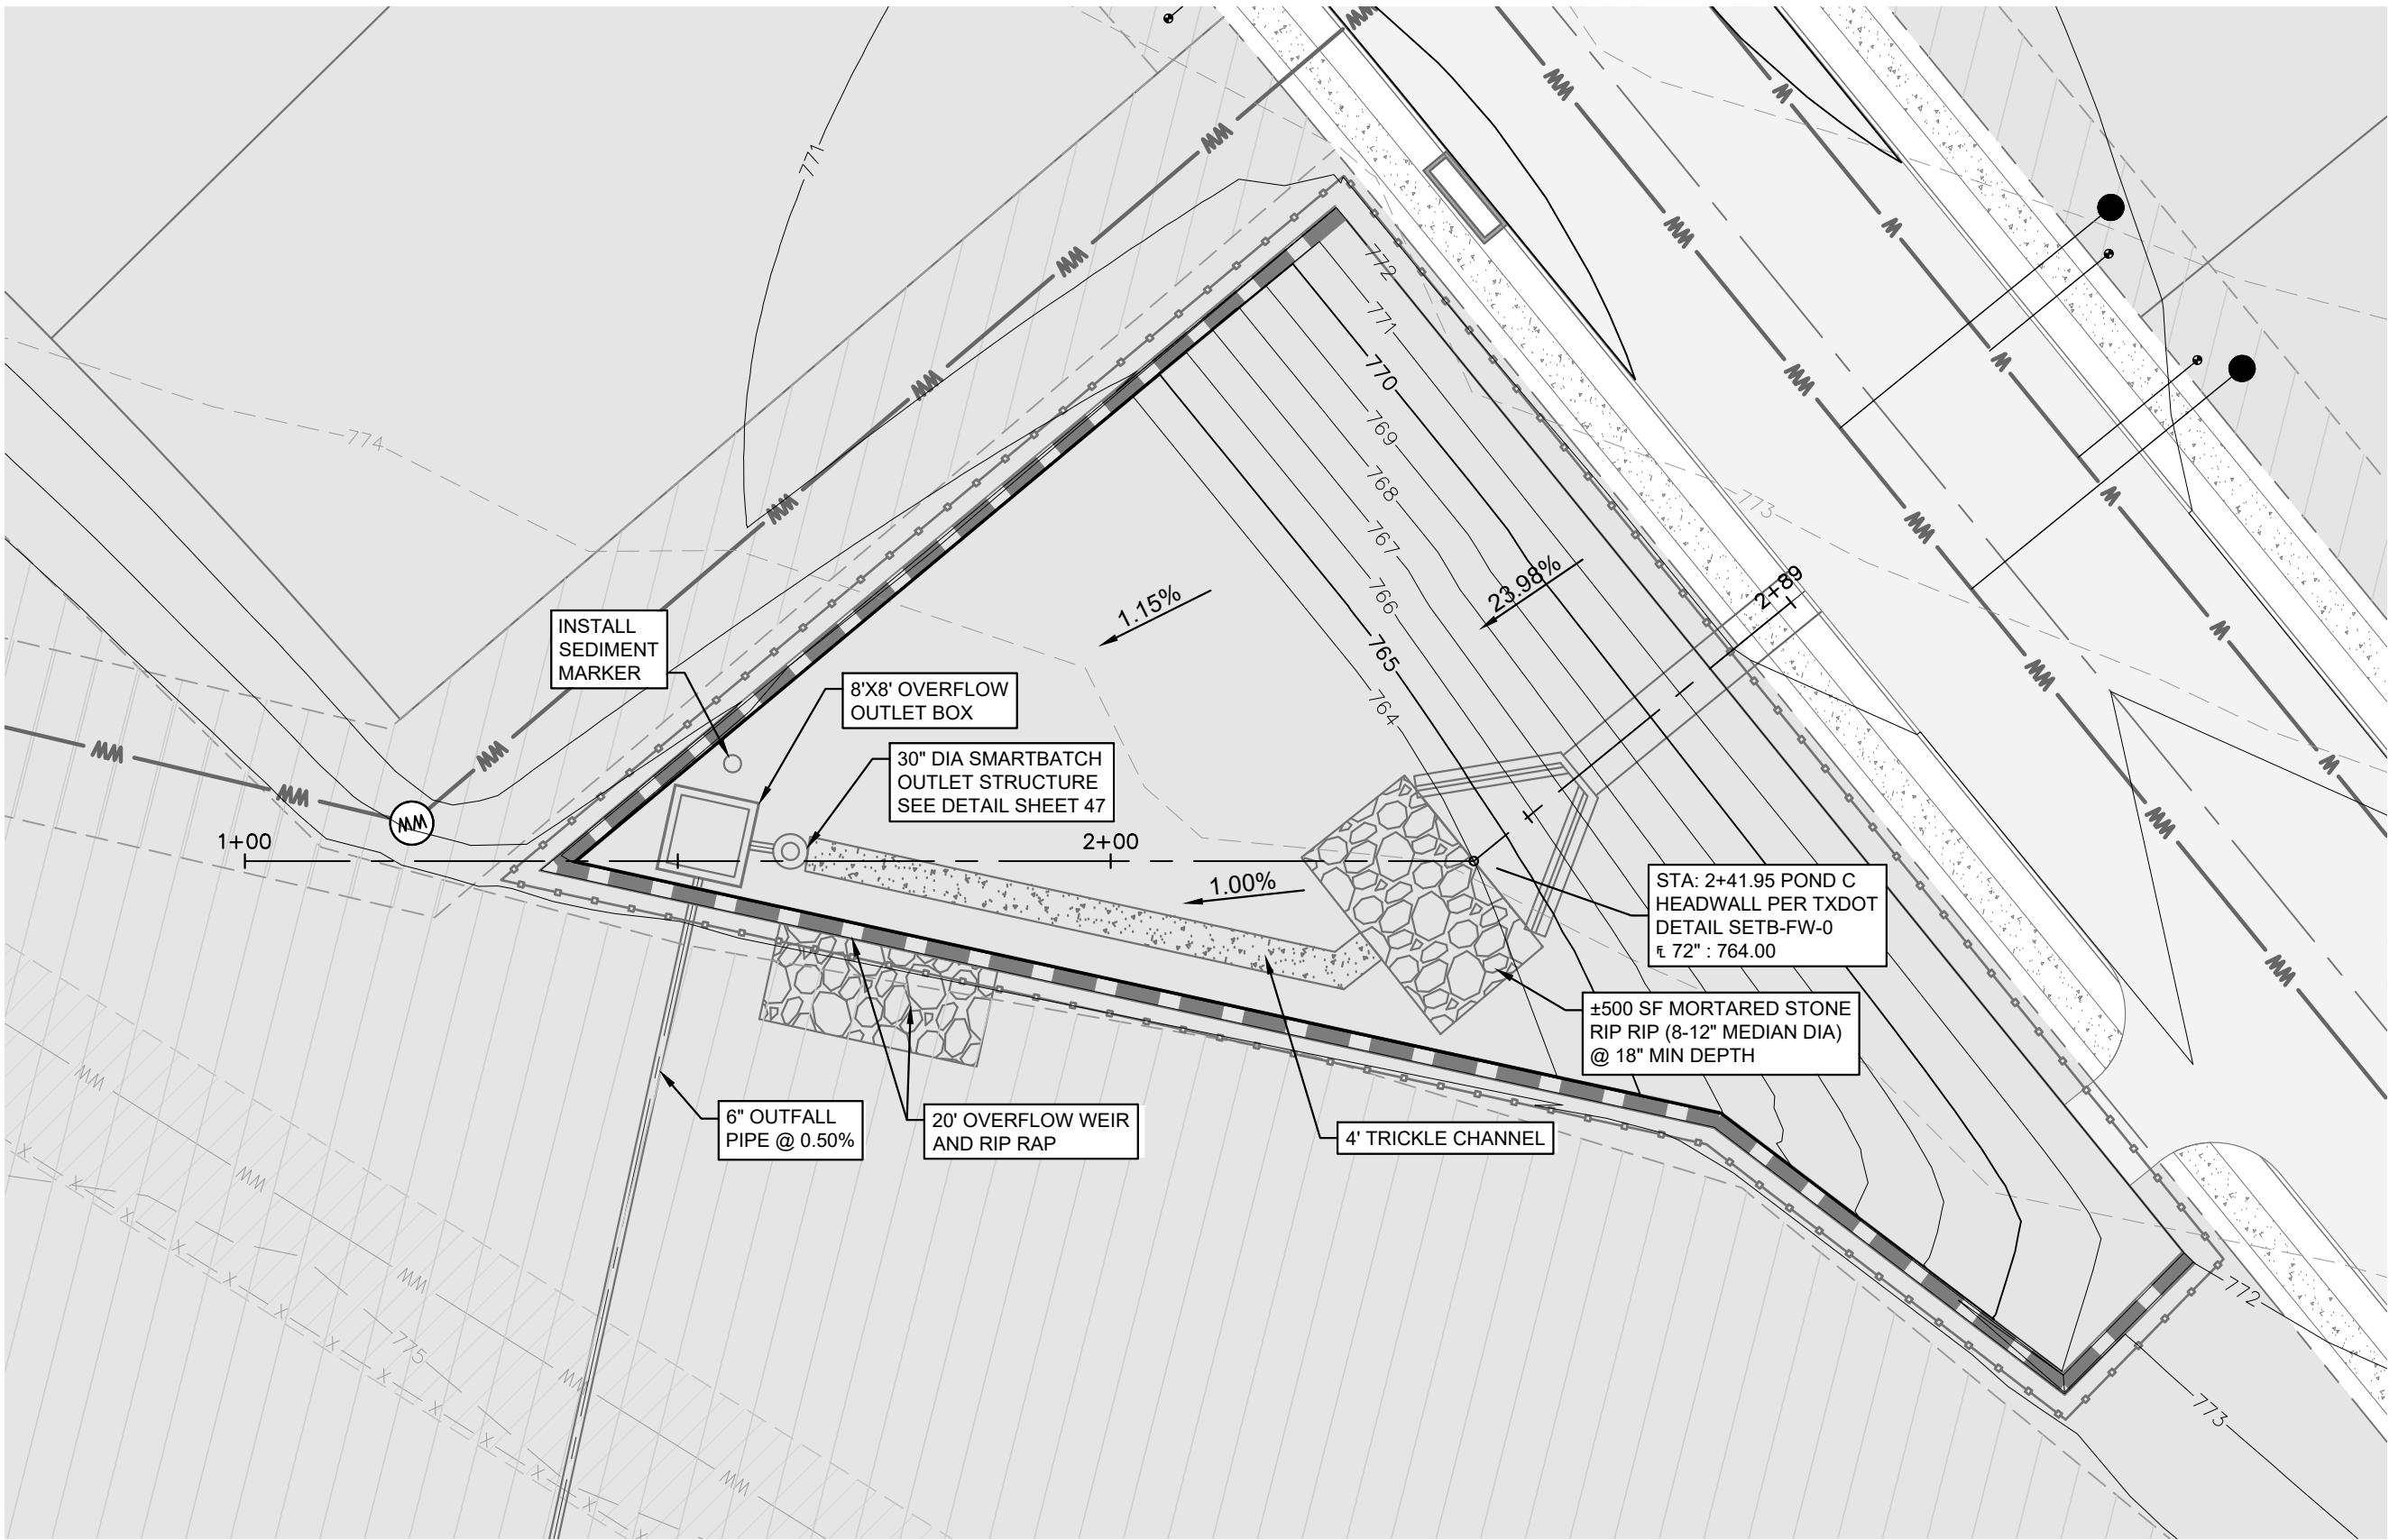 771
WW
WW
W
774
772
771
770
769
768
767
766
765
764
773
23.98%
1.15%
2+89
INSTALL
SEDIMENT
MARKER
8'X8' OVERFLOW
OUTLET BOX
30" DIA SMARTBATCH
OUTLET STRUCTURE
SEE DETAIL SHEET 47
WW
1+00
2+00
1.00%
STA: 2+41.95 POND C
HEADWALL PER TXDOT
DETAIL SETB-FW-0
℄ 72" : 764.00
±500 SF MORTARED STONE
RIP RIP (8-12" MEDIAN DIA)
@ 18" MIN DEPTH
6" OUTFALL
PIPE @ 0.50%
20' OVERFLOW WEIR
AND RIP RAP
4' TRICKLE CHANNEL
WW
775
772
773